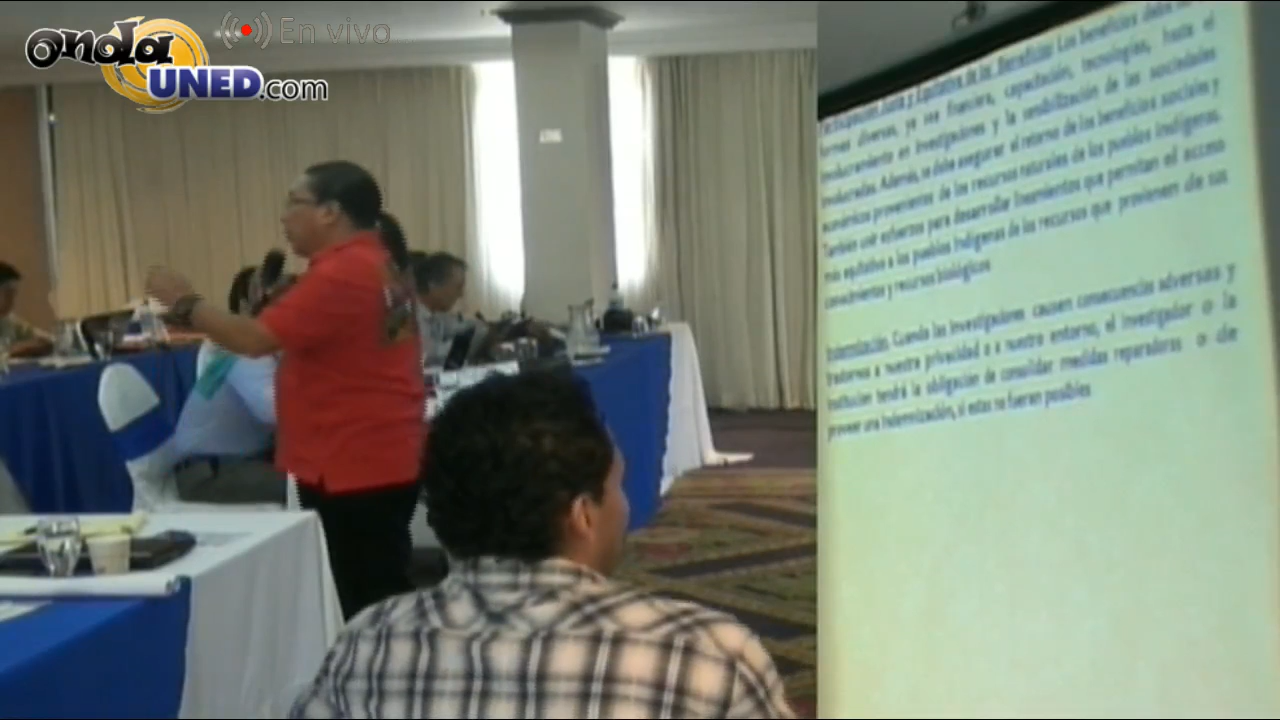 onda
UNED.com
En vivo
Participación Justa y Equitativa de los Beneficios: Los beneficios debe
formas diversas, ya sea financiera, capacitación, tecnologías, hasta el
involucramiento en investigaciones y la sensibilización de las sociedades
involucradas. Además, se debe asegurar el retorno de los beneficios sociales y
económicos provenientes de los recursos naturales de los pueblos indígenas.
También unir esfuerzos para desarrollar lineamientos que permitan el acceso
más equitativo a los pueblos indígenas de los recursos que provienen de sus
conocimientos y recursos biológicos
Indemnización. Cuando las investigaciones causen consecuencias adversas y
trastornos a nuestra privacidad o a nuestro entorno, el investigador o la
institución tendrá la obligación de consolidar medidas reparadoras o de
proveer una indemnización, si estas no fueran posibles